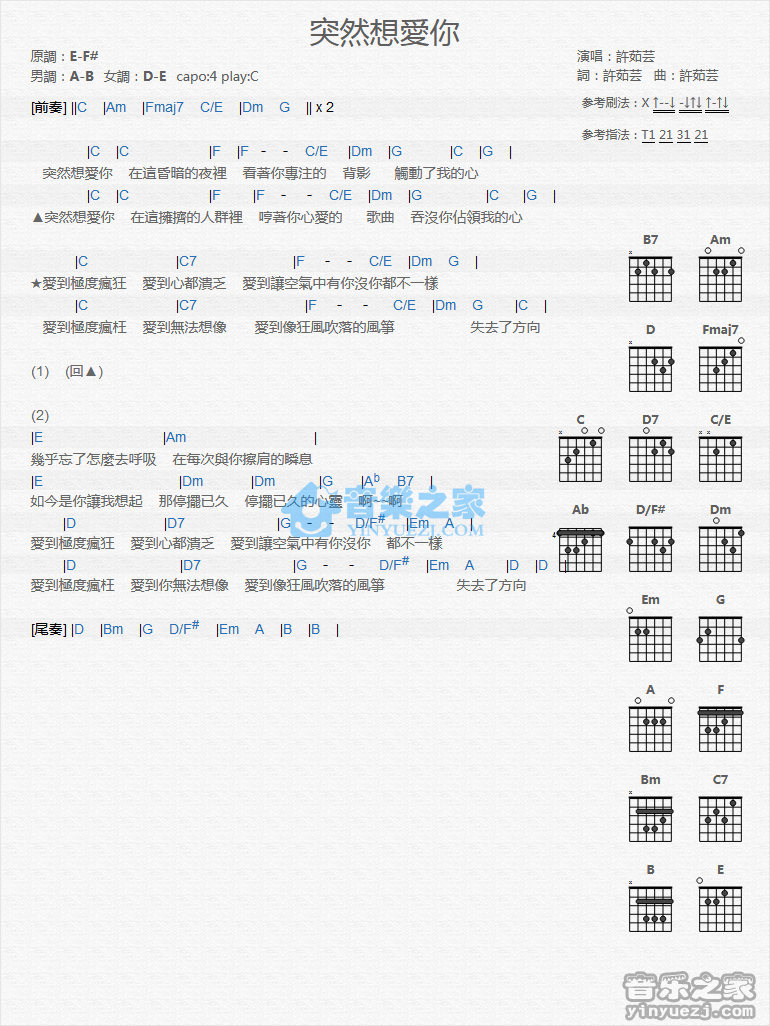 突然想愛你
原調：E-F#
男調：A-B 女調：D-E capo:4 play:C
演唱：許茹芸
詞：許茹芸 曲：許茹芸
參考刷法：X ↑--↓ -↓↑↓ ↑-↑↓
參考指法：T1 21 31 21
[前奏] ||C |Am |Fmaj7 C/E |Dm G || x 2
|C |C |F |F - - C/E |Dm |G |C |G |
突然想愛你 在這昏暗的夜裡 看著你專注的 背影 觸動了我的心
|C |C |F |F - - C/E |Dm |G |C |G |
▲突然想愛你 在這擁擠的人群裡 哼著你心愛的 歌曲 吞沒你佔領我的心
|C |C7 |F - - C/E |Dm G |
★愛到極度瘋狂 愛到心都潰乏 愛到讓空氣中有你沒你都不一樣
|C |C7 |F - - C/E |Dm G |C |
愛到極度瘋枉 愛到無法想像 愛到像狂風吹落的風箏 失去了方向
(1) (回▲)
(2)
|E |Am |
幾乎忘了怎麼去呼吸 在每次與你擦肩的瞬息
|E |Dm |Dm |G |Ab B7 |
如今是你讓我想起 那停擺已久 停擺已久的心靈 啊~~啊
|D |D7 |G - - D/F# |Em A |
愛到極度瘋狂 愛到心都潰乏 愛到讓空氣中有你沒你 都不一樣
|D |D7 |G - - D/F# |Em A |D |D |
愛到極度瘋枉 愛到你無法想像 愛到像狂風吹落的風箏 失去了方向
[尾奏] |D |Bm |G D/F# |Em A |B |B |
B7 Am
D Fmaj7
C D7 C/E
Ab D/F# Dm
4
Em G
A F
Bm C7
B E
音樂之家
YINYUEZJ.COM
音乐之家
yinyuezj.com